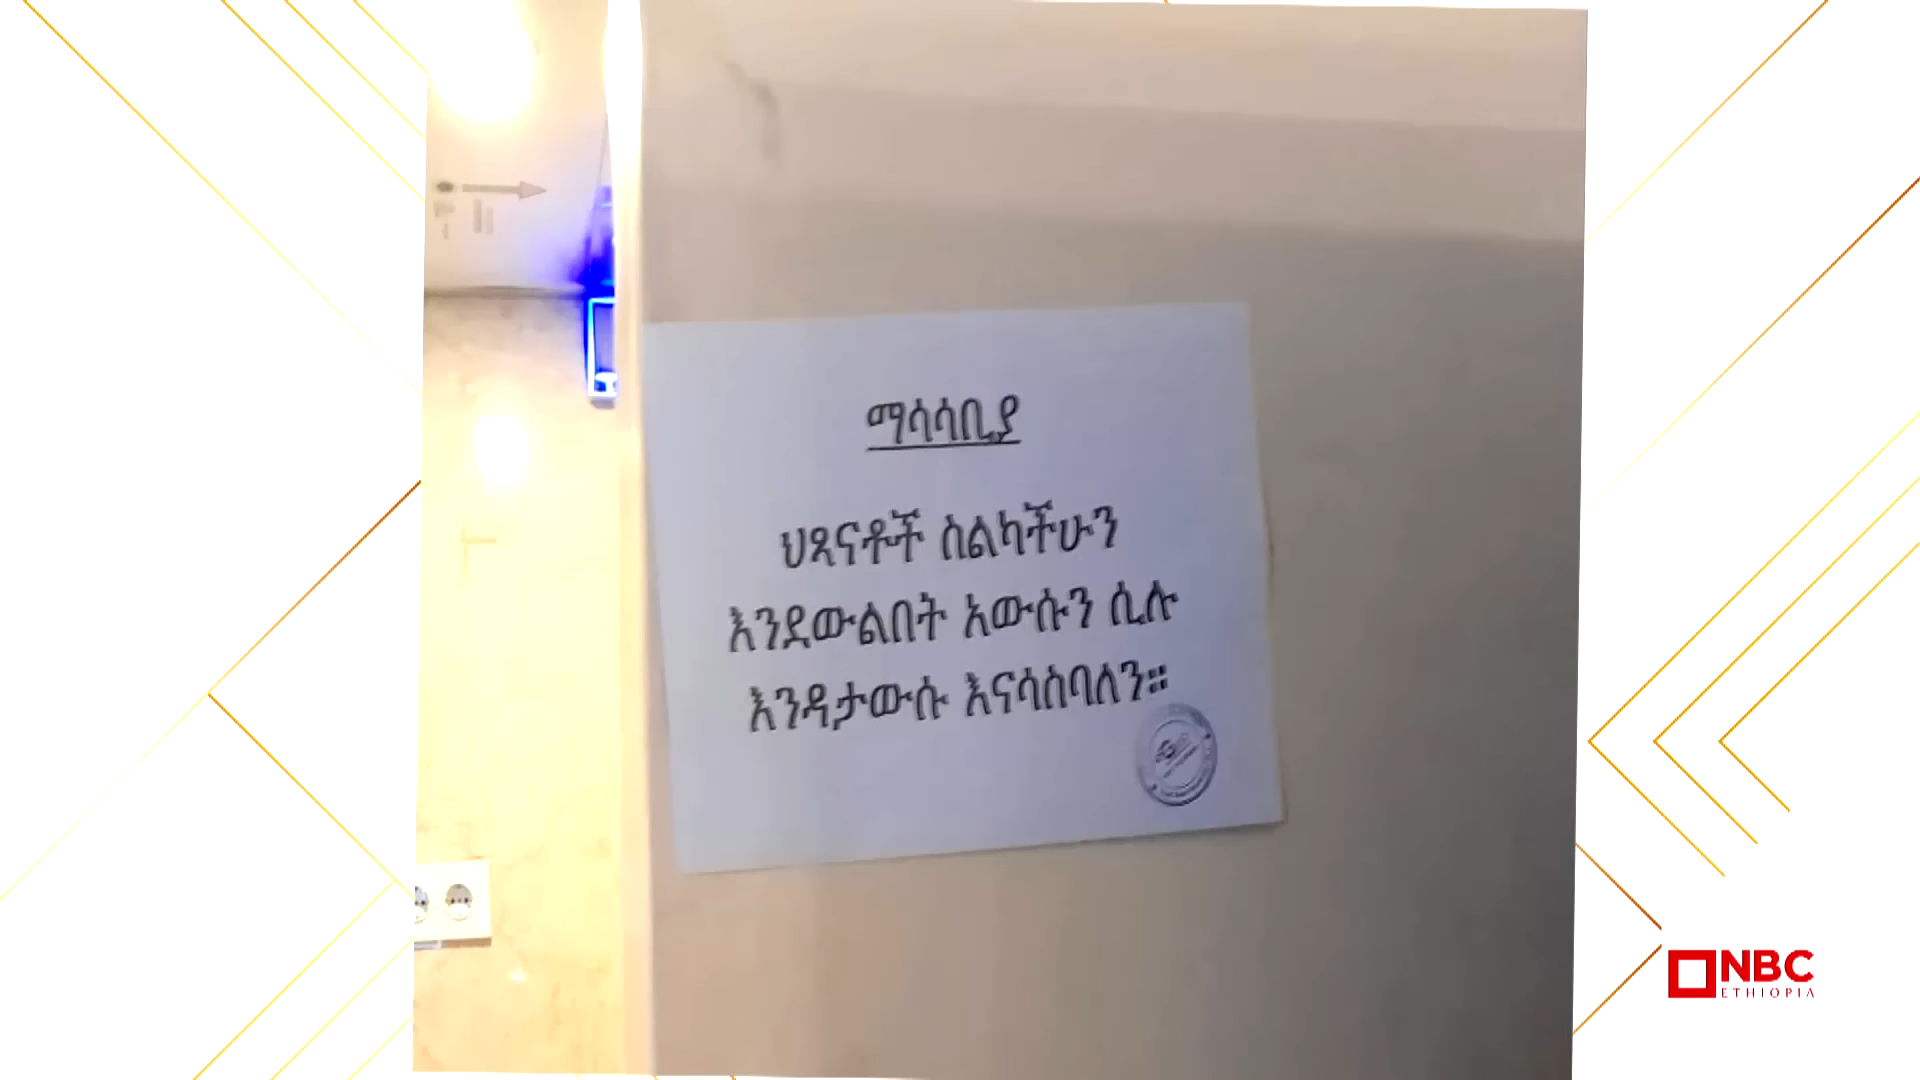 ማሳሳቢያ
ህጻናቶች ስልካችሁን
እንደውልበት አውሱን ሲሉ
እንዳታውሱ እናሳስባለን።
NBC
ETHIOPIA